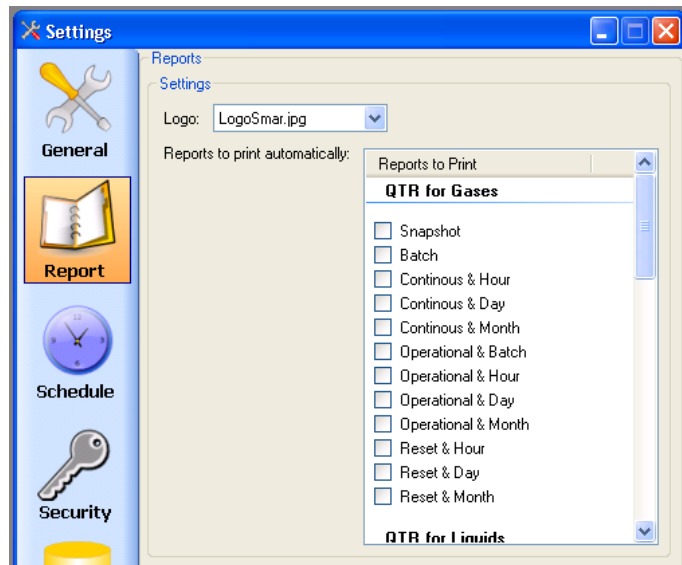 Settings
Reports
Settings
Logo: LogoSmar.jpg
General
Reports to print automatically:
Reports to Print
QTR for Gases
Snapshot
Batch
Continous & Hour
Report
Continous & Day
Continous & Month
Operational & Batch
Operational & Hour
Schedule
Operational & Day
Operational & Month
Reset & Hour
Reset & Day
Reset & Month
Security
QTR for Liquids